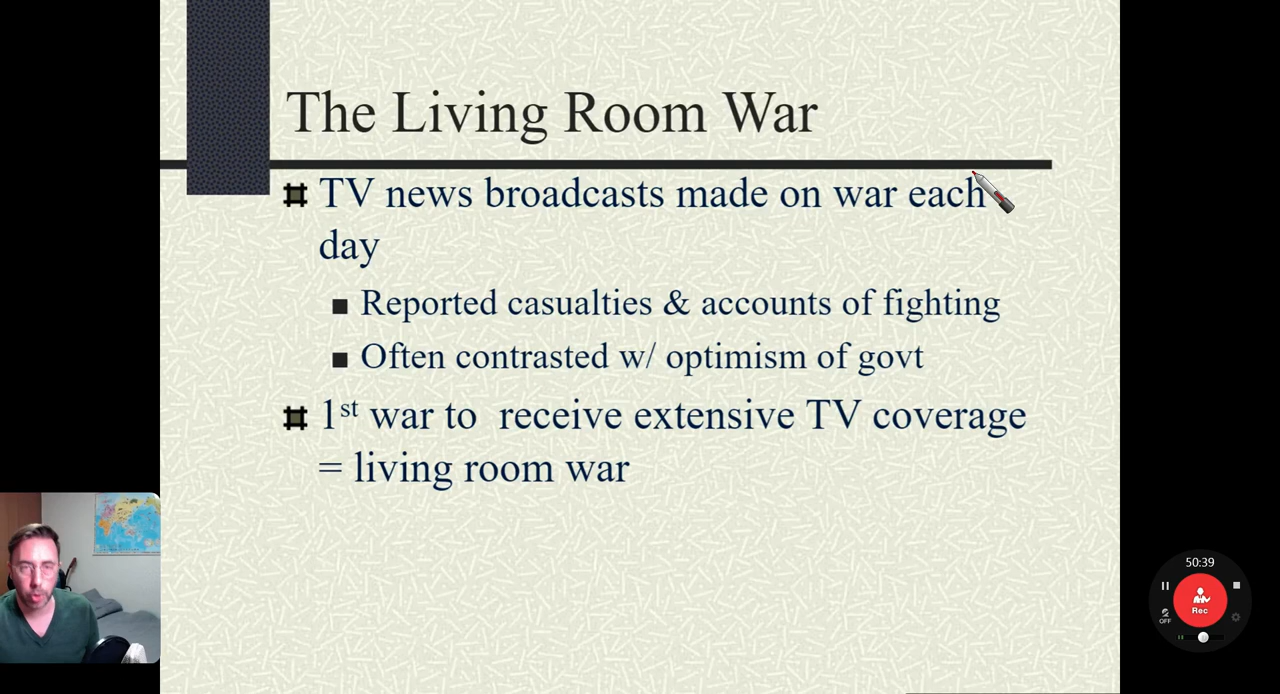 The Living Room War
TV news broadcasts made on war each
day
Reported casualties & accounts of fighting
Often contrasted w/ optimism of govt
1st war to  receive extensive TV coverage
= living room war
50:39
Rec
OFF